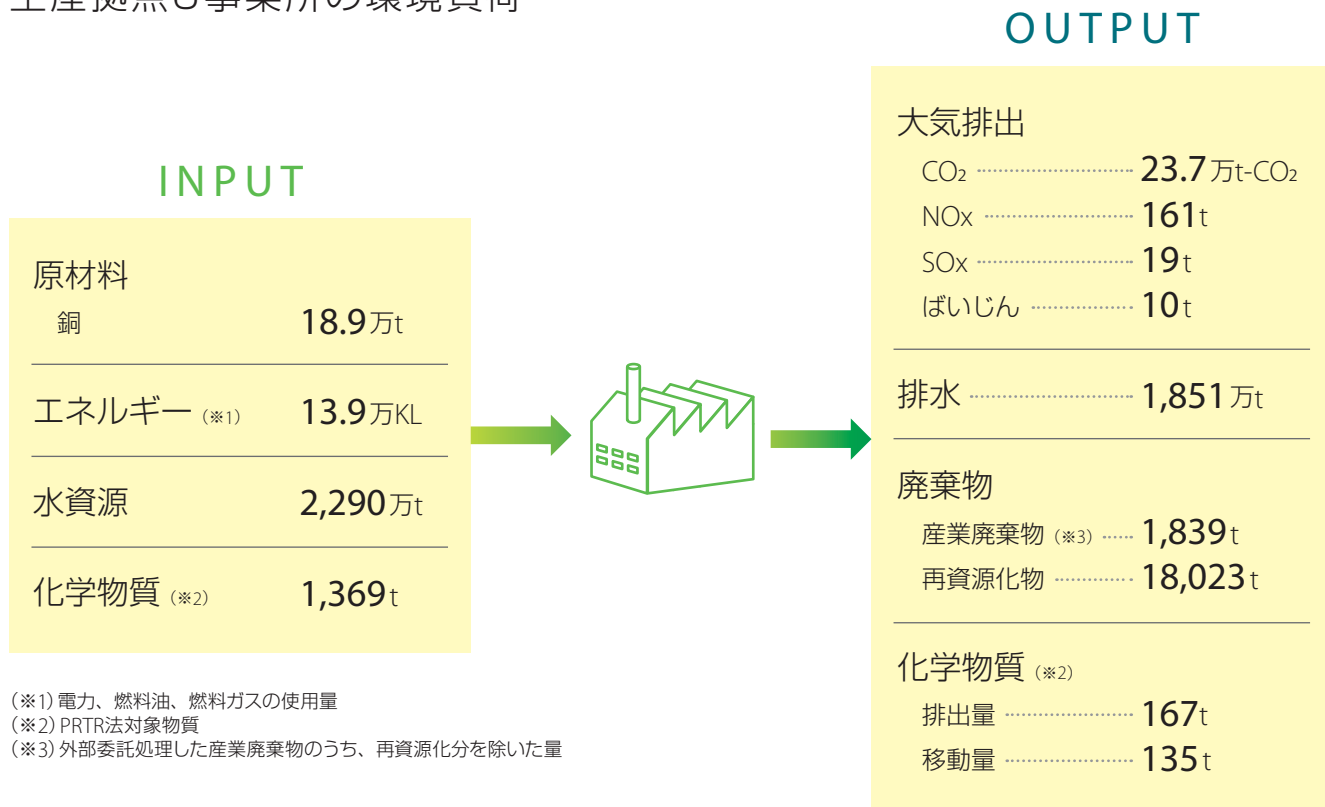 OUTPUT
大気排出
CO₂ 23.7万t-CO₂
NOx 161t
SOx 19t
ばいじん 10t
排水 1,851万t
廃棄物
産業廃棄物（※3） 1,839t
再資源化物 18,023t
化学物質（※2）
排出量 167t
移動量 135t
INPUT
原材料
銅 18.9万t
エネルギー（※1） 13.9万KL
水資源 2,290万t
化学物質（※2） 1,369t
（※1）電力、燃料油、燃料ガスの使用量
（※2）PRTR法対象物質
（※3）外部委託処理した産業廃棄物のうち、再資源化分を除いた量